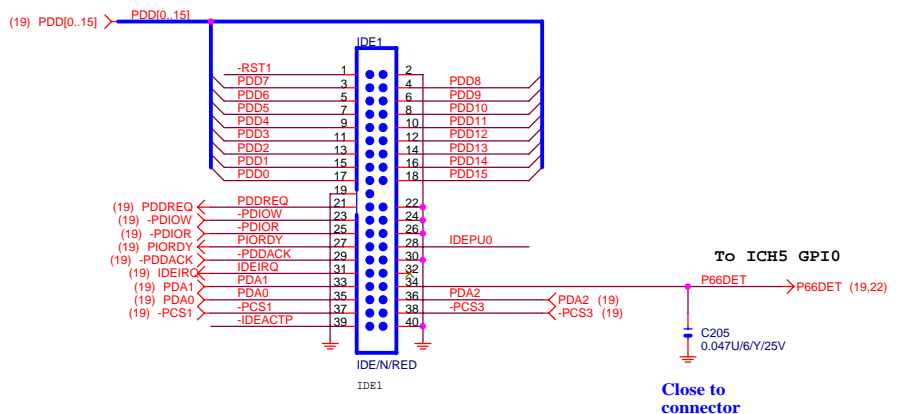 (19) PDD[0..15] PDD[0..15]
IDE1
-RST1 1 2
PDD7 3 4 PDD8
PDD6 5 6 PDD9
PDD5 7 8 PDD10
PDD4 9 10 PDD11
PDD3 11 12 PDD12
PDD2 13 14 PDD13
PDD1 15 16 PDD14
PDD0 17 18 PDD15
19
(19) PDDREQ PDDREQ 21 22
(19) -PDIOW -PDIOW 23 24
(19) -PDIOR -PDIOR 25 26
(19) PIORDY PIORDY 27 28 IDEPU0
(19) -PDDACK -PDDACK 29 30
(19) IDEIRQ IDEIRQ 31 32
(19) PDA1 PDA1 33 34 P66DET P66DET (19,22)
(19) PDA0 PDA0 35 36 PDA2 PDA2 (19)
(19) -PCS1 -PCS1 37 38 -PCS3 -PCS3 (19)
-IDEACTP 39 40
To ICH5 GPI0
C205
0.047U/6/Y/25V
IDE/N/RED
IDE1
Close to
connector